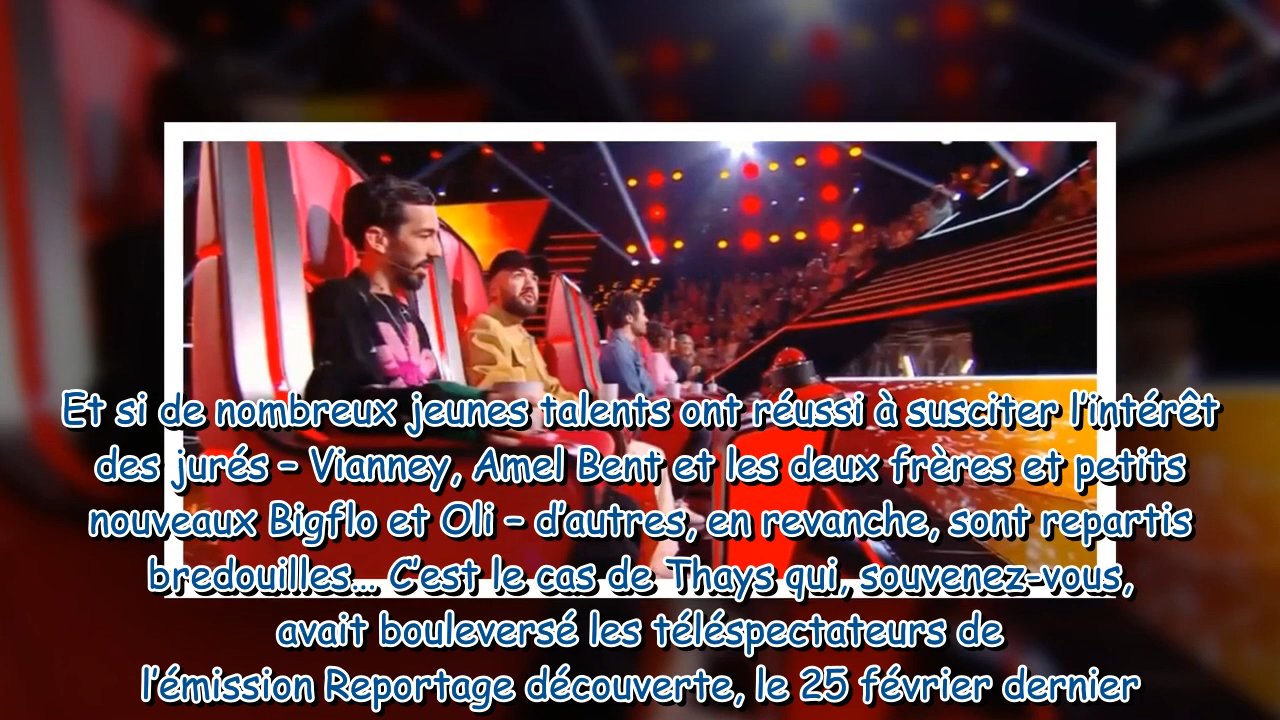 Et si de nombreux jeunes talents ont réussi à susciter l'intérêt
des jurés – Vianney, Amel Bent et les deux frères et petits
nouveaux Bigflo et Oli – d'autres, en revanche, sont repartis
bredouilles... C'est le cas de Thays qui, souvenez-vous,
avait bouleversé les téléspectateurs de
l'émission Reportage découverte, le 25 février dernier